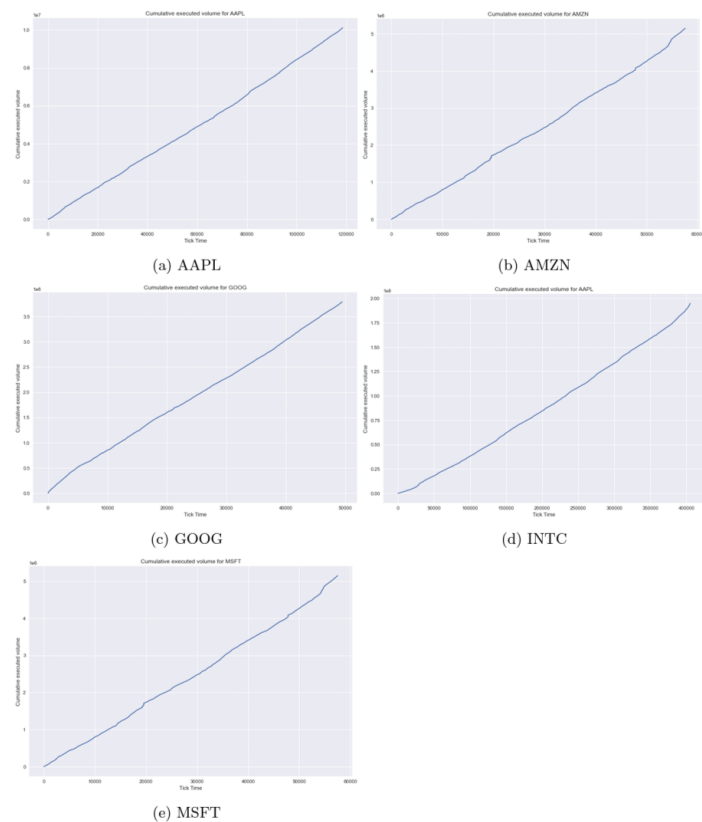 Cumulative executed volume for AAPL
1e7
1.0
0.8
0.6
0.4
0.2
0.0
Cumulative executed volume
0 20000 40000 60000 80000 100000 120000
Tick Time
(a) AAPL
Cumulative executed volume for AMZN
1e6
5
4
3
2
1
0
Cumulative executed volume
0 10000 20000 30000 40000 50000 6000
Tick Time
(b) AMZN
Cumulative executed volume for GOOG
1e6
3.5
3.0
2.5
2.0
1.5
1.0
0.5
0.0
Cumulative executed volume
0 10000 20000 30000 40000 50000
Tick Time
(c) GOOG
Cumulative executed volume for AAPL
2.00
1.75
1.50
1.25
1.00
0.75
0.50
0.25
0.00
Cumulative executed volume
0 50000 100000 150000 200000 250000 300000 350000 400000
Tick Time
(d) INTC
Cumulative executed volume for MSFT
1e6
5
4
3
2
1
0
Cumulative executed volume
0 10000 20000 30000 40000 50000 60000
Tick Time
(e) MSFT